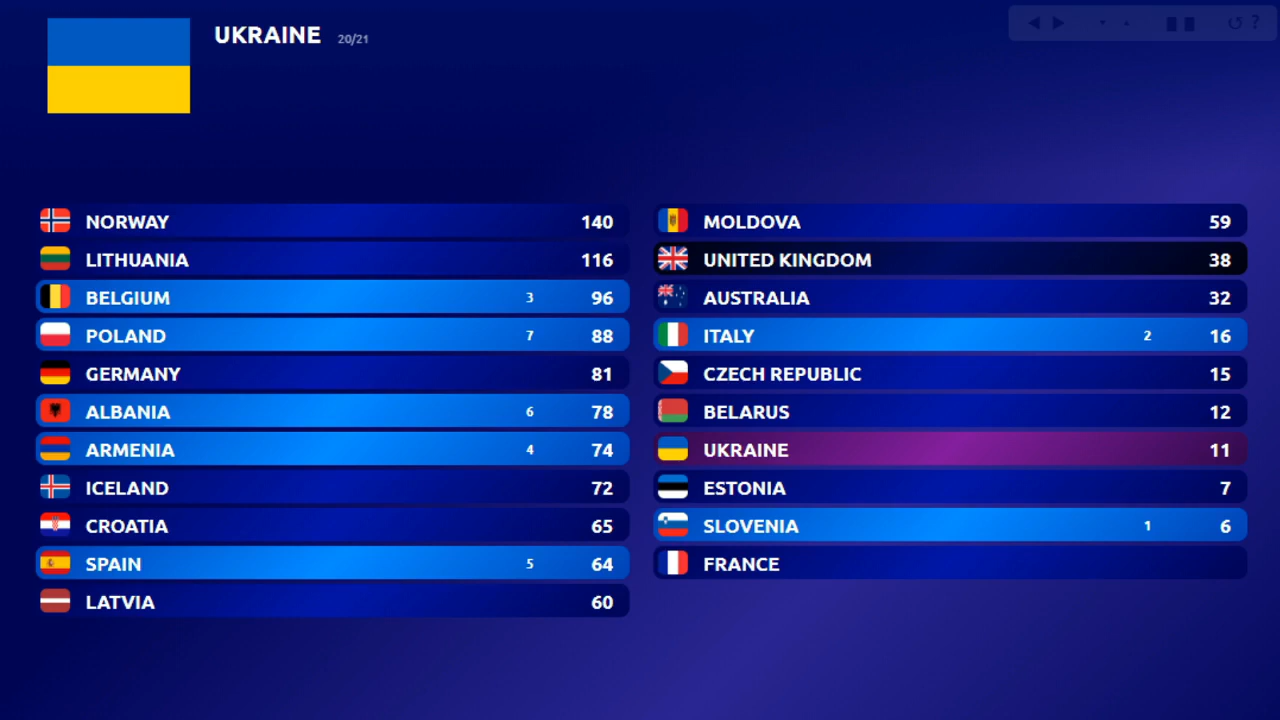 UKRAINE 20/21
NORWAY 140
LITHUANIA 116
BELGIUM 3 96
POLAND 7 88
GERMANY 81
ALBANIA 6 78
ARMENIA 4 74
ICELAND 72
CROATIA 65
SPAIN 5 64
LATVIA 60
MOLDOVA 59
UNITED KINGDOM 38
AUSTRALIA 32
ITALY 2 16
CZECH REPUBLIC 15
BELARUS 12
UKRAINE 11
ESTONIA 7
SLOVENIA 1 6
FRANCE